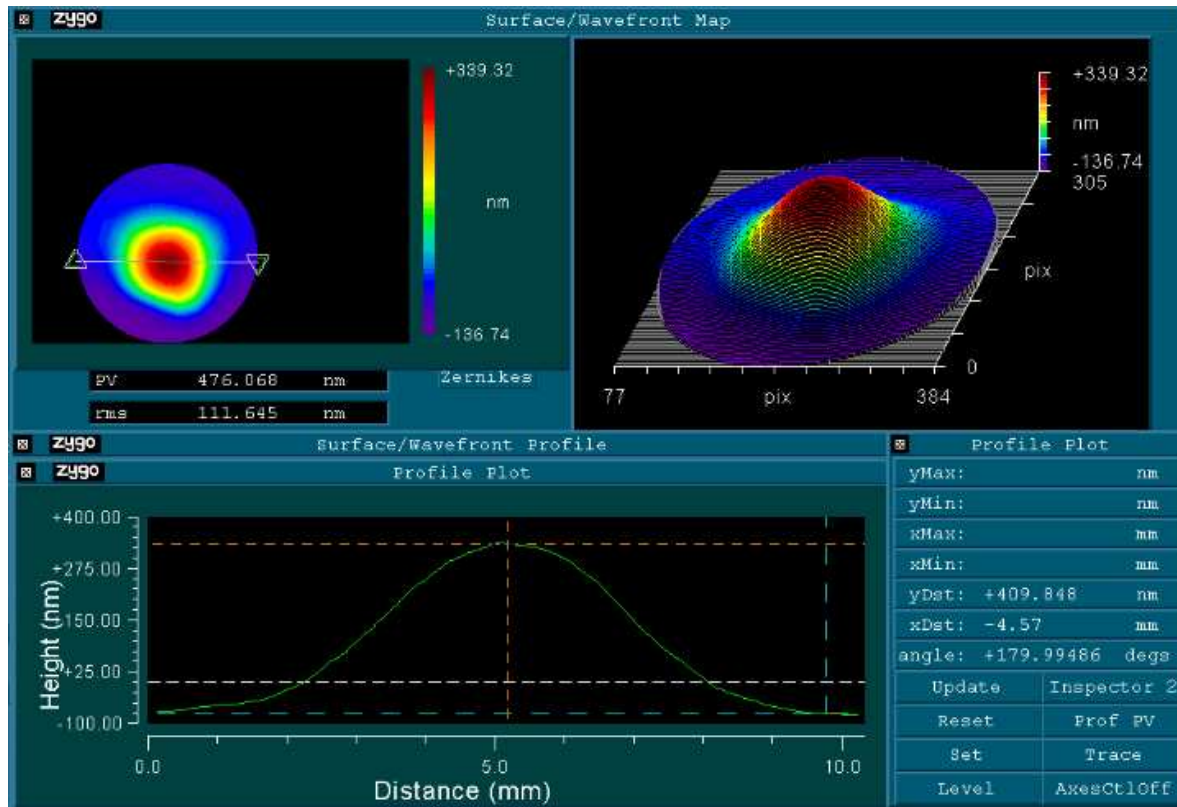 zygo Surface/Wavefront Map
+339.32
nm
-136.74
+339.32
nm
-136.74
305
pix
0
77 pix 384
PV 476.068 nm
Zernikes
rms 111.645 nm
zygo Surface/Wavefront Profile
zygo Profile Plot
+400.00
+275.00
+150.00
+25.00
-100.00
Height (nm)
0.0 5.0 10.0
Distance (mm)
Profile Plot
yMax: nm
yMin: nm
xMax: mm
xMin: mm
yDst: +409.848 nm
xDst: -4.57 mm
angle: +179.99486 degs
Update Inspector 2
Reset Prof PV
Set Trace
Level AxesCtlOff